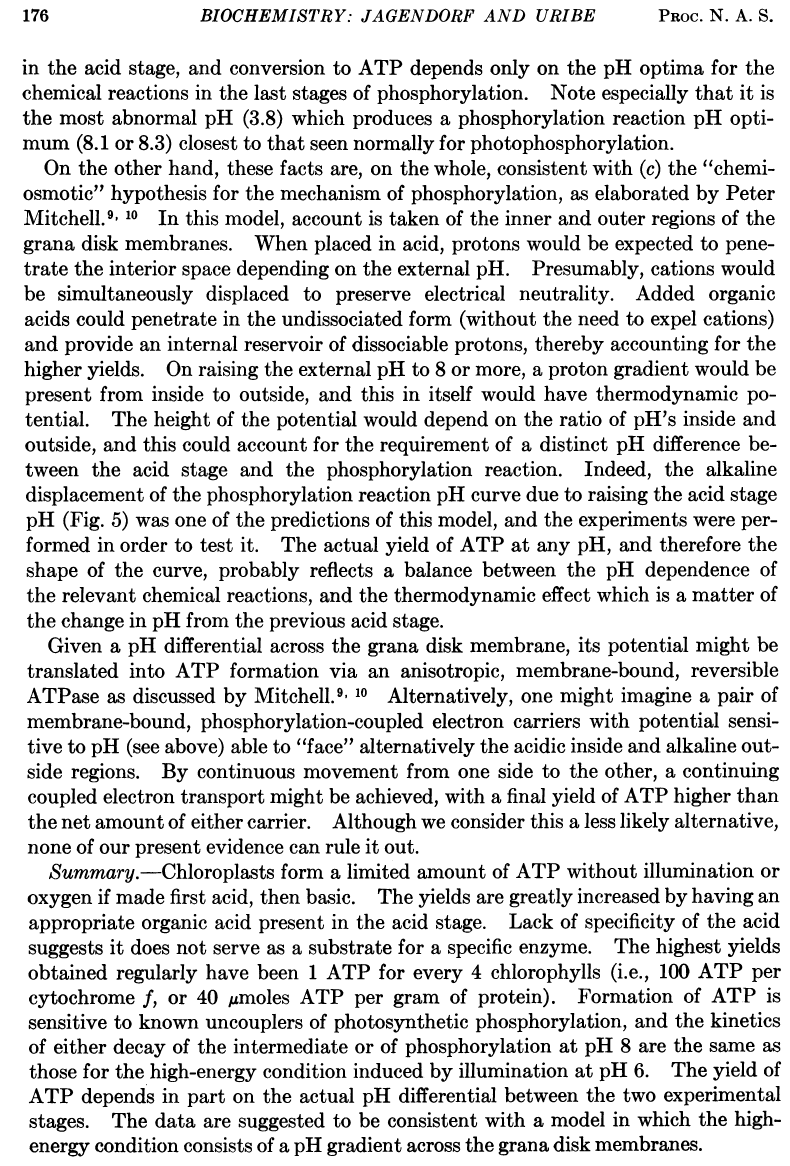 176 BIOCHEMISTRY: JAGENDORF AND URIBE PROC. N. A. S.
in the acid stage, and conversion to ATP depends only on the pH optima for the
chemical reactions in the last stages of phosphorylation. Note especially that it is
the most abnormal pH (3.8) which produces a phosphorylation reaction pH opti-
mum (8.1 or 8.3) closest to that seen normally for photophosphorylation.
On the other hand, these facts are, on the whole, consistent with (c) the “chemi-
osmotic” hypothesis for the mechanism of phosphorylation, as elaborated by Peter
Mitchell.9, 10 In this model, account is taken of the inner and outer regions of the
grana disk membranes. When placed in acid, protons would be expected to pene-
trate the interior space depending on the external pH. Presumably, cations would
be simultaneously displaced to preserve electrical neutrality. Added organic
acids could penetrate in the undissociated form (without the need to expel cations)
and provide an internal reservoir of dissociable protons, thereby accounting for the
higher yields. On raising the external pH to 8 or more, a proton gradient would be
present from inside to outside, and this in itself would have thermodynamic po-
tential. The height of the potential would depend on the ratio of pH’s inside and
outside, and this could account for the requirement of a distinct pH difference be-
tween the acid stage and the phosphorylation reaction. Indeed, the alkaline
displacement of the phosphorylation reaction pH curve due to raising the acid stage
pH (Fig. 5) was one of the predictions of this model, and the experiments were per-
formed in order to test it. The actual yield of ATP at any pH, and therefore the
shape of the curve, probably reflects a balance between the pH dependence of
the relevant chemical reactions, and the thermodynamic effect which is a matter of
the change in pH from the previous acid stage.
Given a pH differential across the grana disk membrane, its potential might be
translated into ATP formation via an anisotropic, membrane-bound, reversible
ATPase as discussed by Mitchell.9, 10 Alternatively, one might imagine a pair of
membrane-bound, phosphorylation-coupled electron carriers with potential sensi-
tive to pH (see above) able to “face” alternatively the acidic inside and alkaline out-
side regions. By continuous movement from one side to the other, a continuing
coupled electron transport might be achieved, with a final yield of ATP higher than
the net amount of either carrier. Although we consider this a less likely alternative,
none of our present evidence can rule it out.
Summary.—Chloroplasts form a limited amount of ATP without illumination or
oxygen if made first acid, then basic. The yields are greatly increased by having an
appropriate organic acid present in the acid stage. Lack of specificity of the acid
suggests it does not serve as a substrate for a specific enzyme. The highest yields
obtained regularly have been 1 ATP for every 4 chlorophylls (i.e., 100 ATP per
cytochrome f, or 40 μmoles ATP per gram of protein). Formation of ATP is
sensitive to known uncouplers of photosynthetic phosphorylation, and the kinetics
of either decay of the intermediate or of phosphorylation at pH 8 are the same as
those for the high-energy condition induced by illumination at pH 6. The yield of
ATP depends in part on the actual pH differential between the two experimental
stages. The data are suggested to be consistent with a model in which the high-
energy condition consists of a pH gradient across the grana disk membranes.